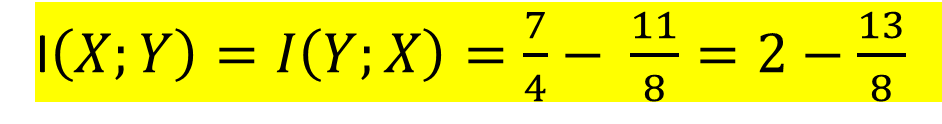 I(X; Y) = I(Y; X) = 7/4 − 11/8 = 2 − 13/8